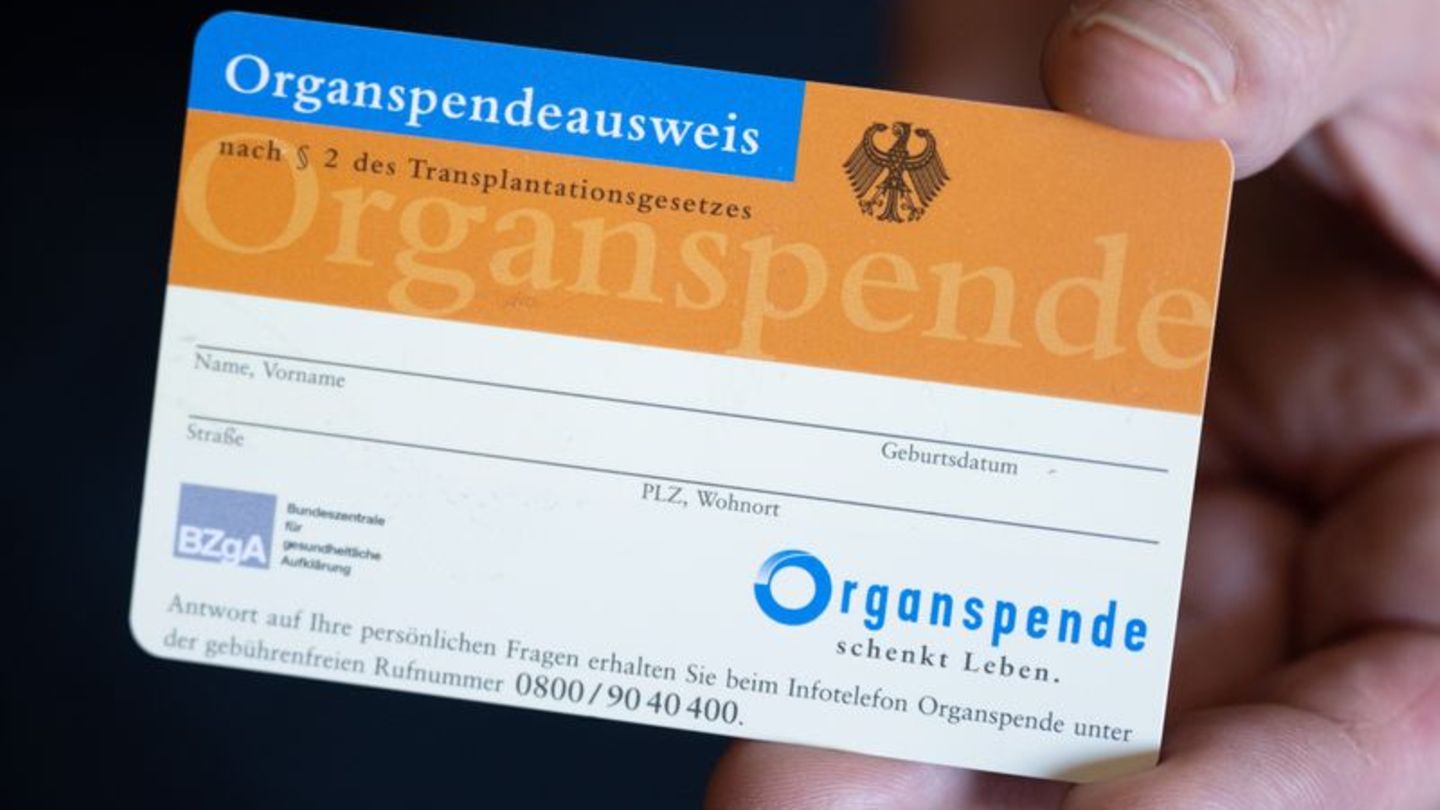 Organspendeausweis
nach § 2 des Transplantationsgesetzes
Organspende
Name, Vorname
Geburtsdatum
Straße
PLZ, Wohnort
BZgA
Bundeszentrale
für
gesundheitliche
Aufklärung
Organspende
schenkt Leben.
Antwort auf Ihre persönlichen Fragen erhalten Sie beim Infotelefon Organspende unter
der gebührenfreien Rufnummer 0800/90 40 400.